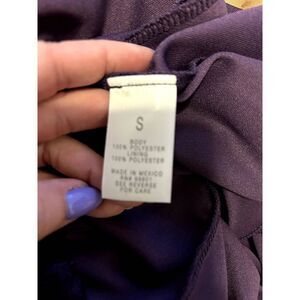 S
BODY
100% POLYESTER
LINING
100% POLYESTER
MADE IN MEXICO
SEE REVERSE
FOR CARE